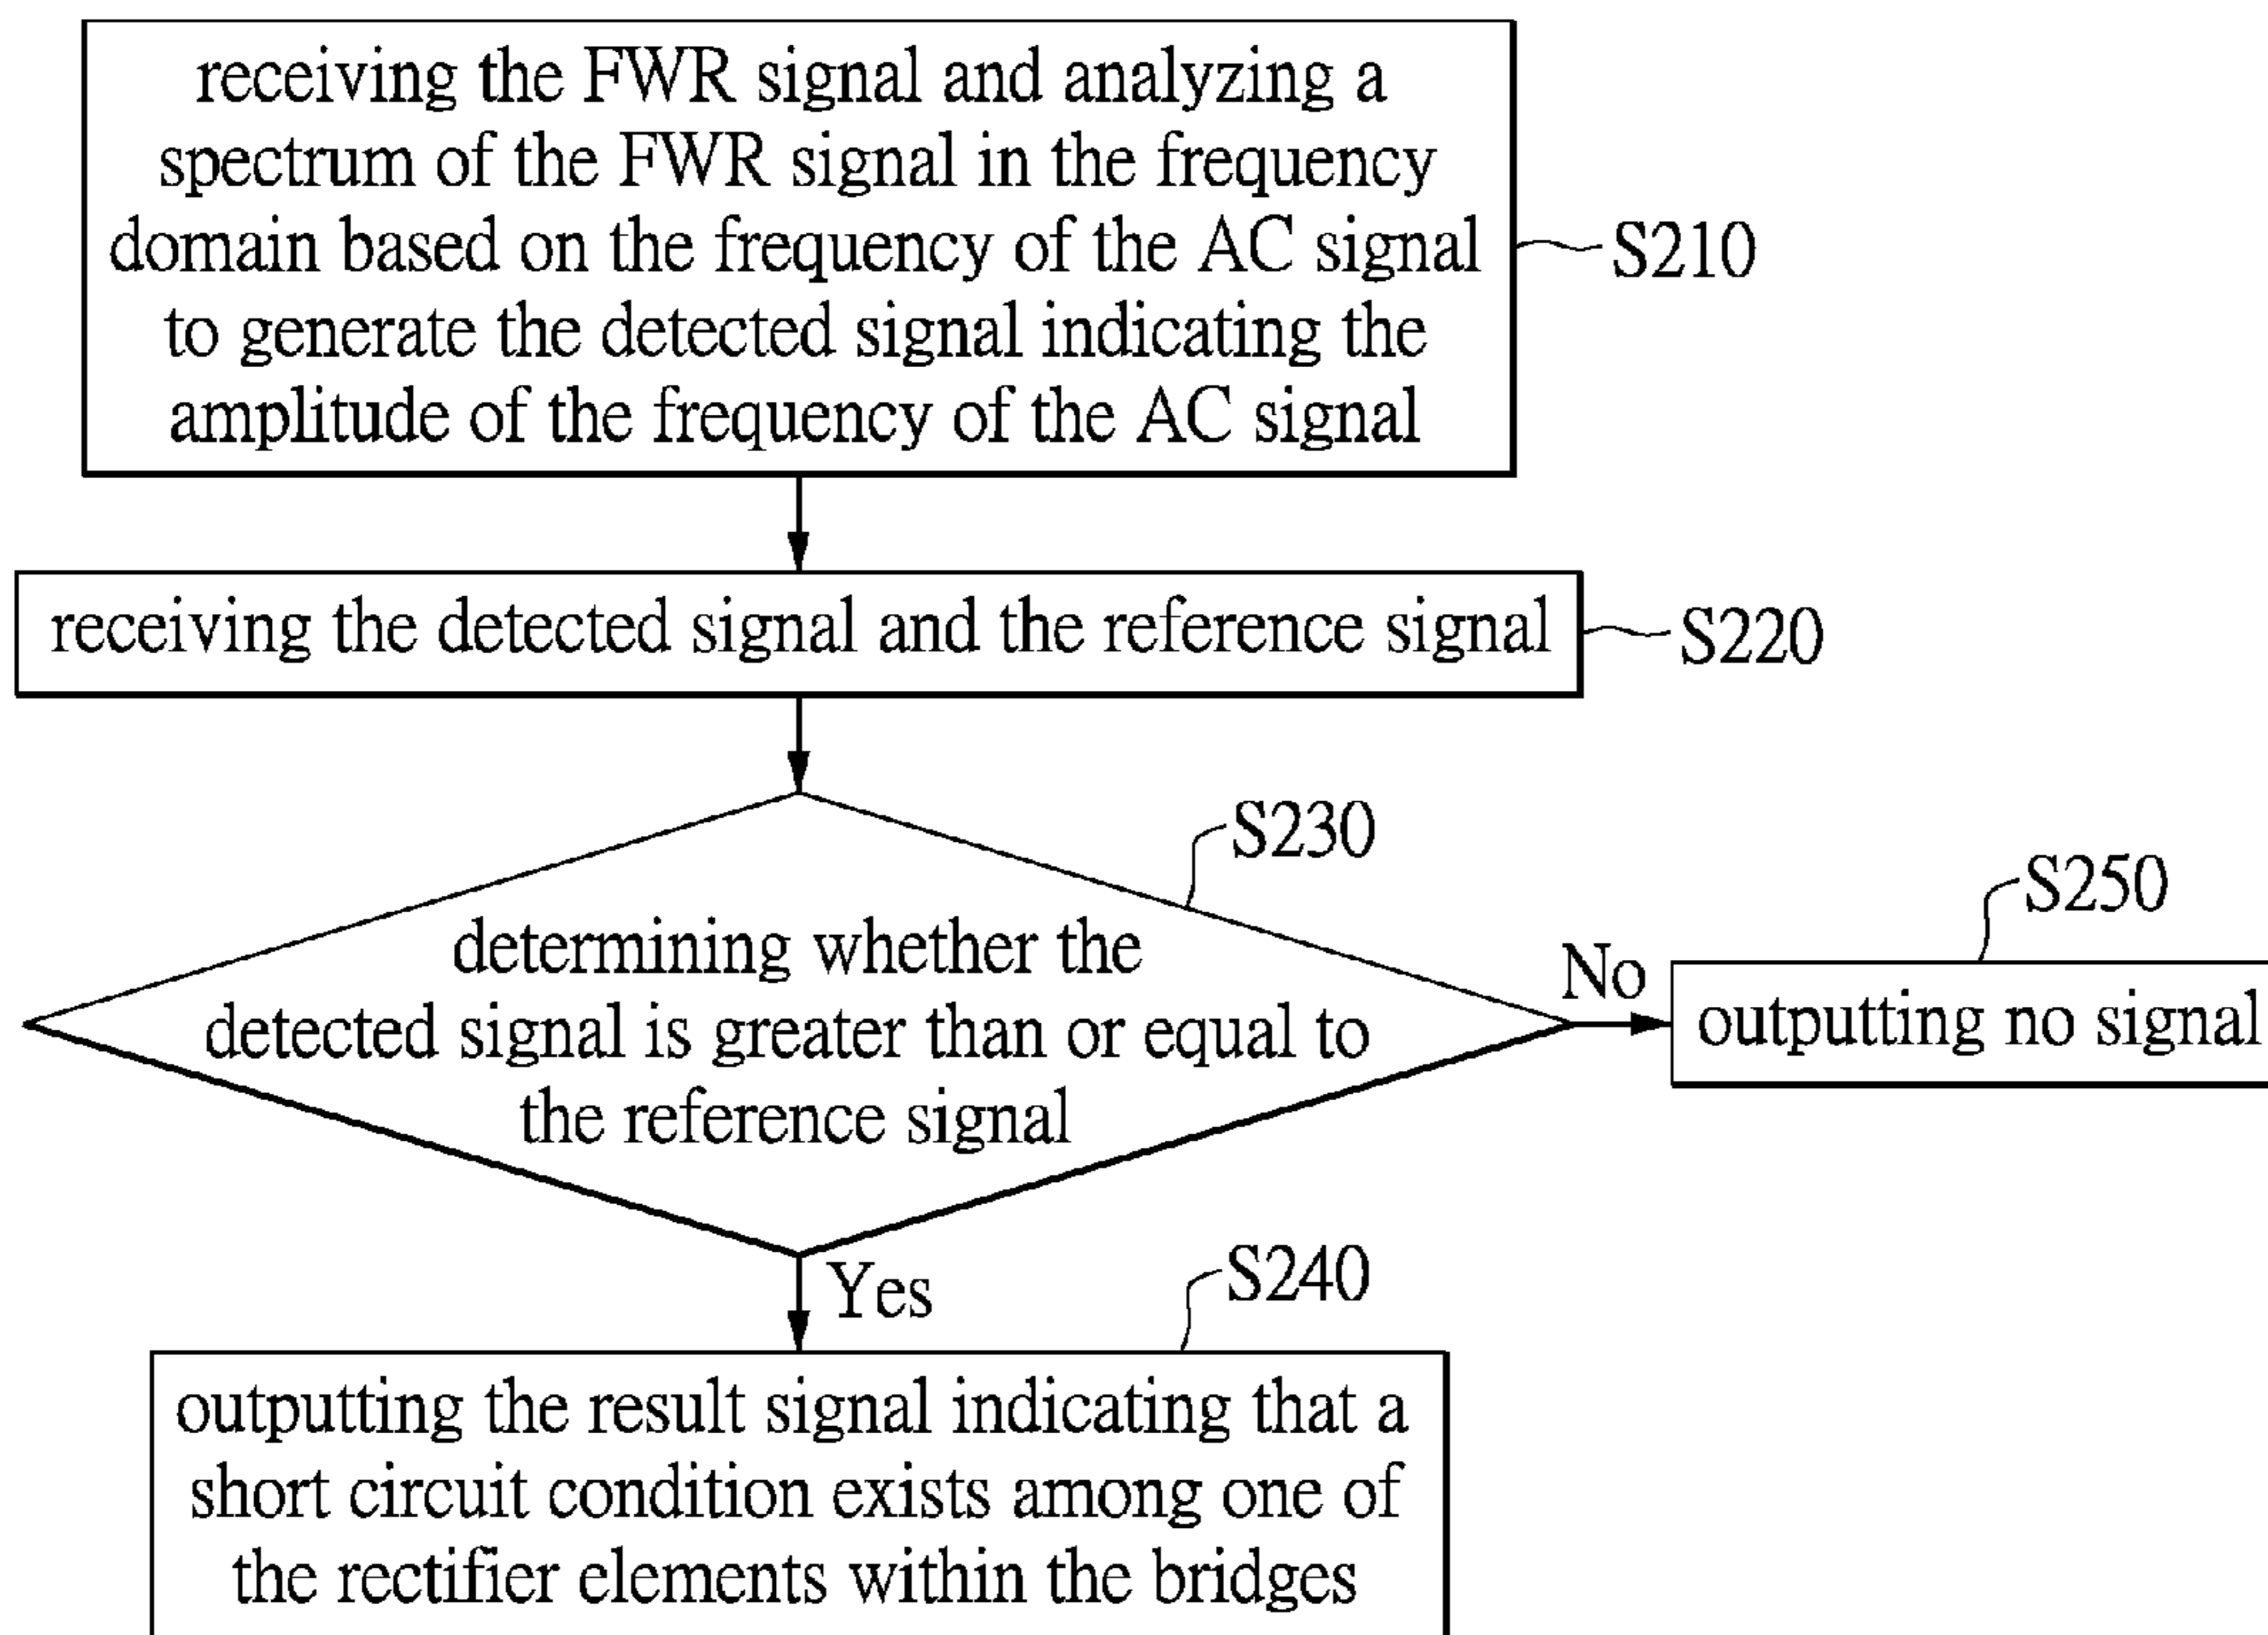 receiving the FWR signal and analyzing a
spectrum of the FWR signal in the frequency
domain based on the frequency of the AC signal
to generate the detected signal indicating the
amplitude of the frequency of the AC signal
S210
receiving the detected signal and the reference signal
S220
S230
determining whether the
detected signal is greater than or equal to
the reference signal
No
S250
outputting no signal
Yes
S240
outputting the result signal indicating that a
short circuit condition exists among one of
the rectifier elements within the bridges